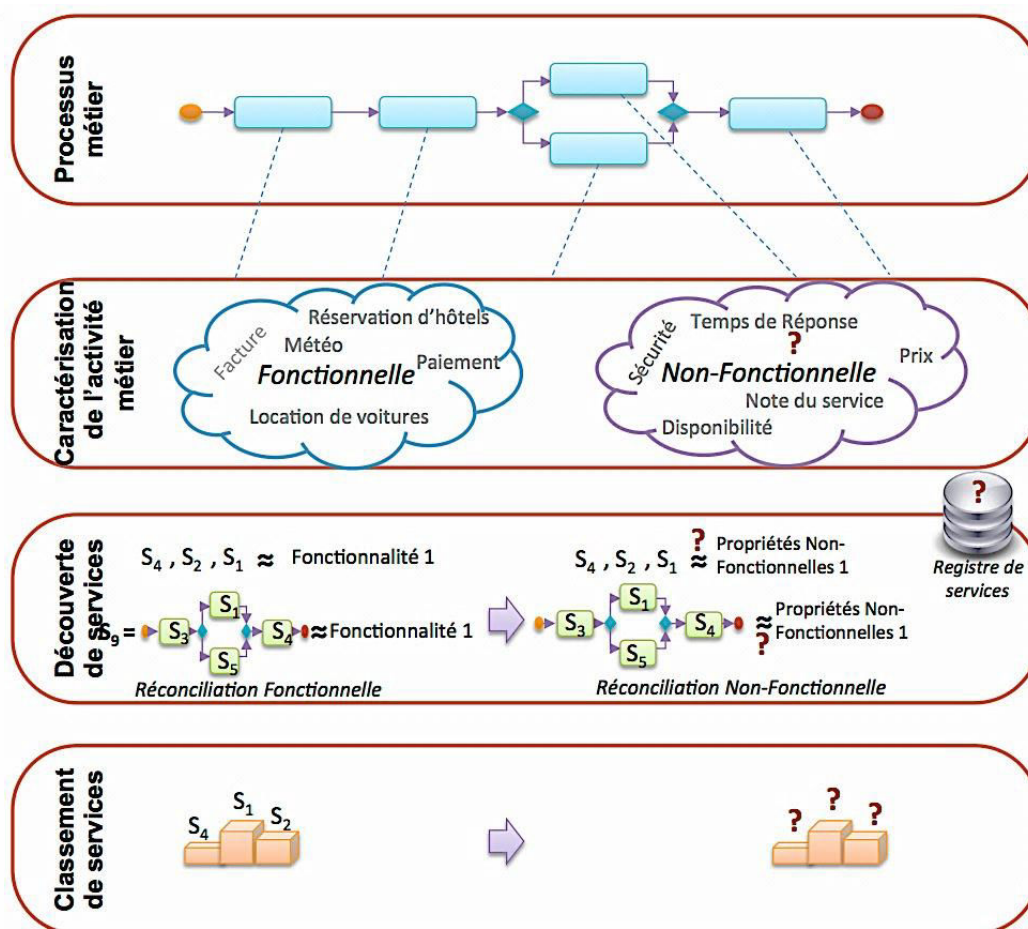 Processus
métier
Caractérisation
de l'activité
métier
Réservation d'hôtels
Facture
Météo
Paiement
Fonctionnelle
Location de voitures
Sécurité
Temps de Réponse
?
Prix
Non-Fonctionnelle
Note du service
Disponibilité
?
Registre de
services
Découverte
de services
S4 , S2 , S1 ≈ Fonctionnalité 1
S9 =
S3
S1
S5
S4
≈ Fonctionnalité 1
Réconciliation Fonctionnelle
?
S4 , S2 , S1 ≈ Propriétés Non-
Fonctionnelles 1
S3
S1
S5
S4
≈ Propriétés Non-
Fonctionnelles 1
?
Réconciliation Non-Fonctionnelle
Classement
de services
S4
S1
S2
?
?
?